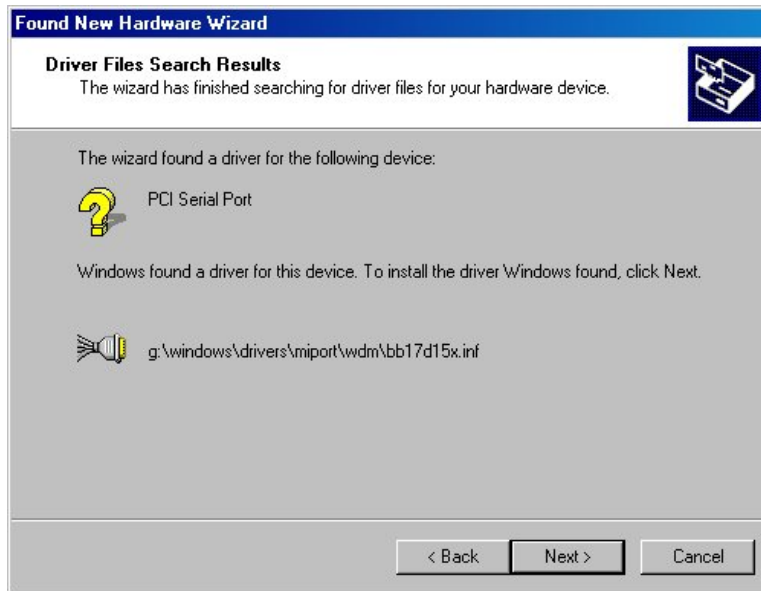 Found New Hardware Wizard
Driver Files Search Results
The wizard has finished searching for driver files for your hardware device.
The wizard found a driver for the following device:
PCI Serial Port
Windows found a driver for this device. To install the driver Windows found, click Next.
g:\windows\drivers\miport\wdm\bb17d15x.inf
< Back
Next >
Cancel